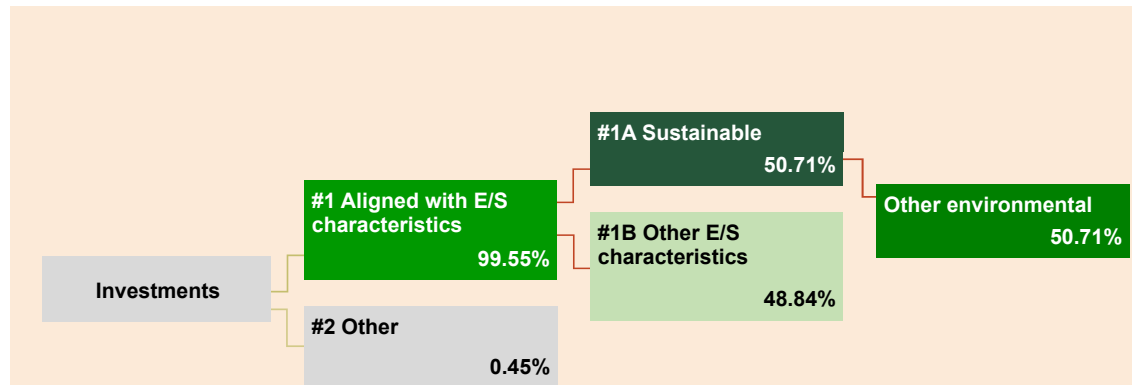 Investments
#1 Aligned with E/S
characteristics
99.55%
#2 Other
0.45%
#1A Sustainable
50.71%
#1B Other E/S
characteristics
48.84%
Other environmental
50.71%